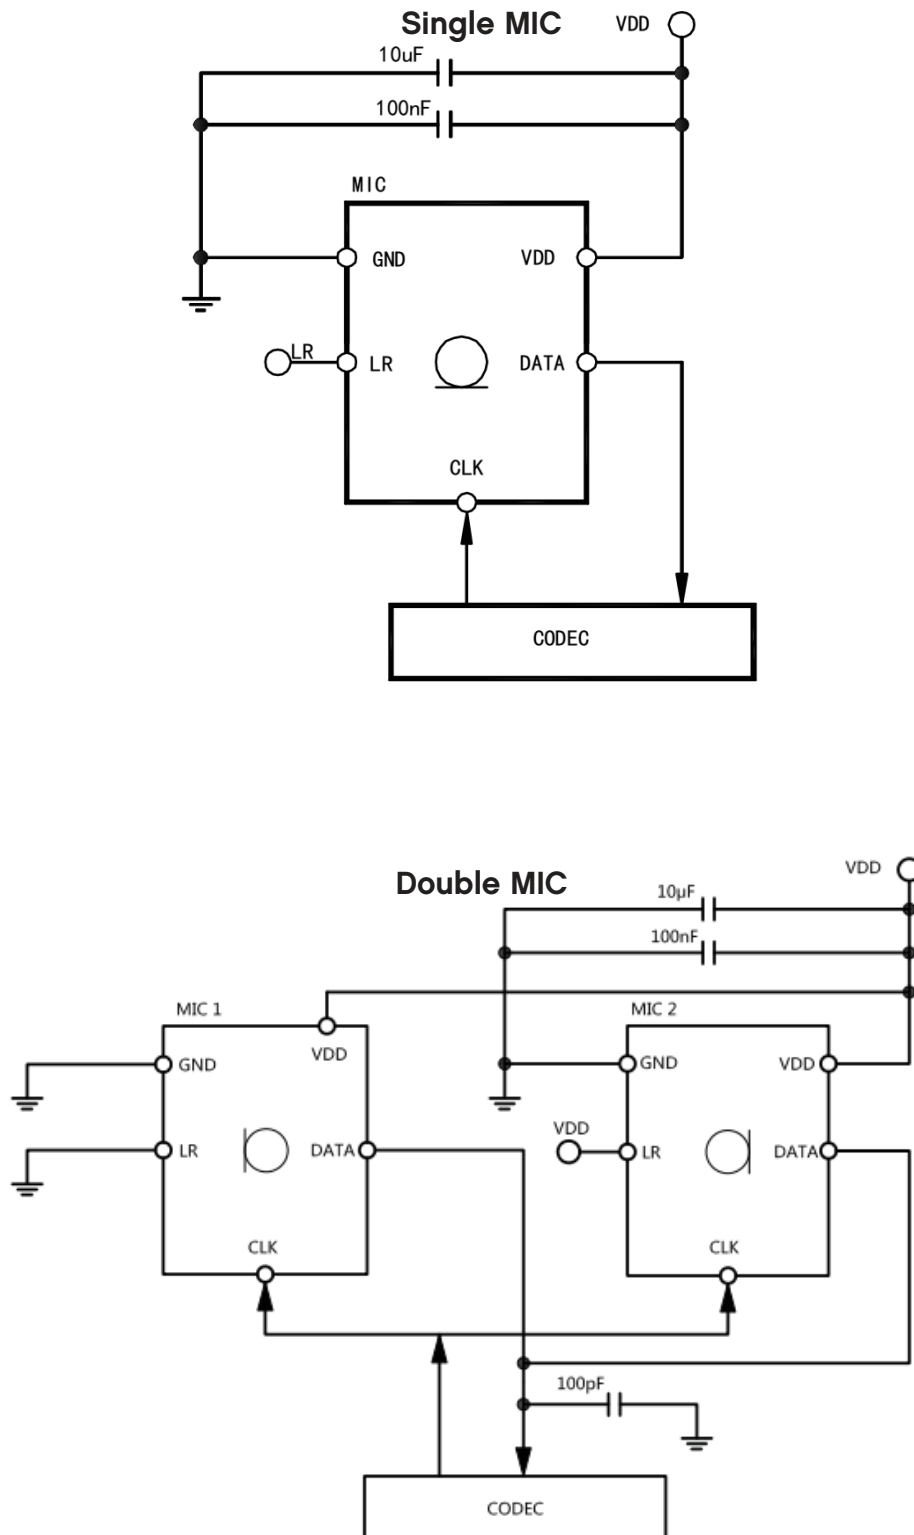 Single MIC
VDD
10uF
100nF
MIC
GND
VDD
LR
LR
DATA
CLK
CODEC
Double MIC
VDD
10μF
100nF
MIC 1
MIC 2
VDD
GND
GND
VDD
VDD
LR
DATA
LR
DATA
CLK
CLK
100pF
CODEC